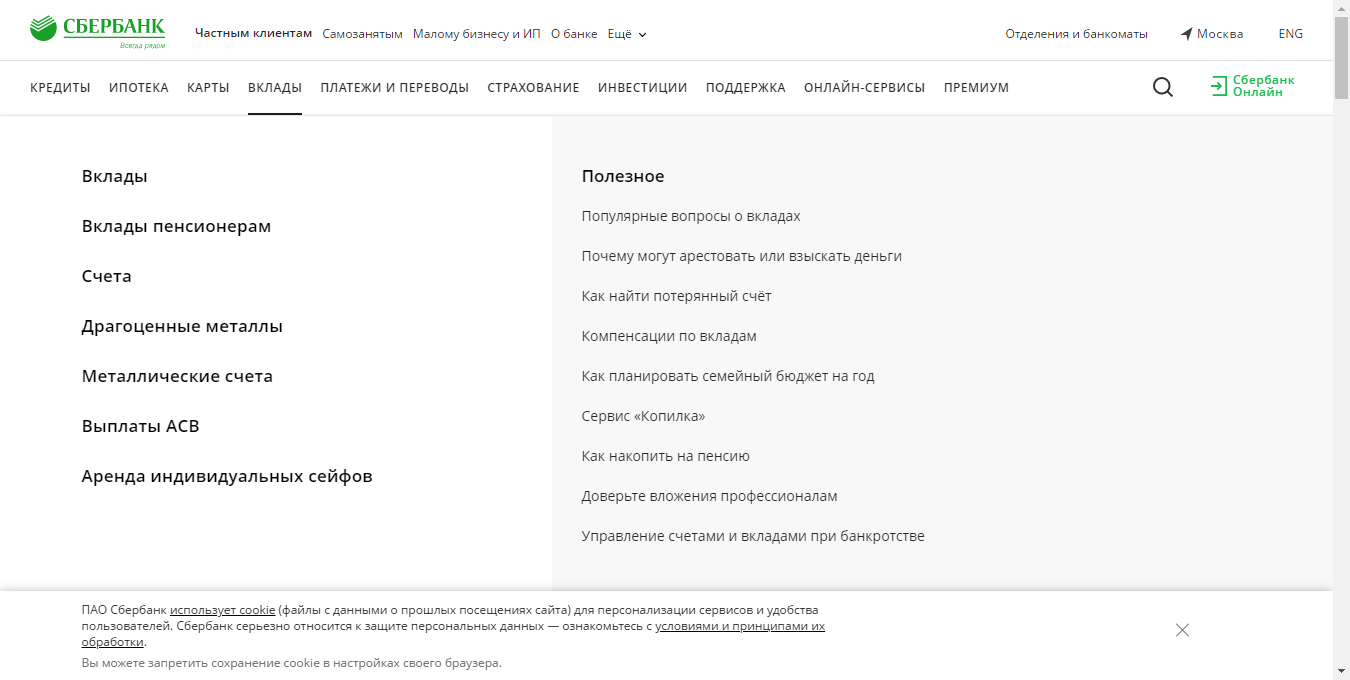 СБЕРБАНК
Всегда рядом
Частным клиентам Самозанятым Малому бизнесу и ИП О банке Ещё
Отделения и банкоматы Москва ENG
КРЕДИТЫ ИПОТЕКА КАРТЫ ВКЛАДЫ ПЛАТЕЖИ И ПЕРЕВОДЫ СТРАХОВАНИЕ ИНВЕСТИЦИИ ПОДДЕРЖКА ОНЛАЙН-СЕРВИСЫ ПРЕМИУМ
Сбербанк
Онлайн
Вклады
Вклады пенсионерам
Счета
Драгоценные металлы
Металлические счета
Выплаты АСВ
Аренда индивидуальных сейфов
Полезное
Популярные вопросы о вкладах
Почему могут арестовать или взыскать деньги
Как найти потерянный счёт
Компенсации по вкладам
Как планировать семейный бюджет на год
Сервис «Копилка»
Как накопить на пенсию
Доверьте вложения профессионалам
Управление счетами и вкладами при банкротстве
ПАО Сбербанк использует cookie (файлы с данными о прошлых посещениях сайта) для персонализации сервисов и удобства
пользователей. Сбербанк серьезно относится к защите персональных данных — ознакомьтесь с условиями и принципами их
обработки.
Вы можете запретить сохранение cookie в настройках своего браузера.